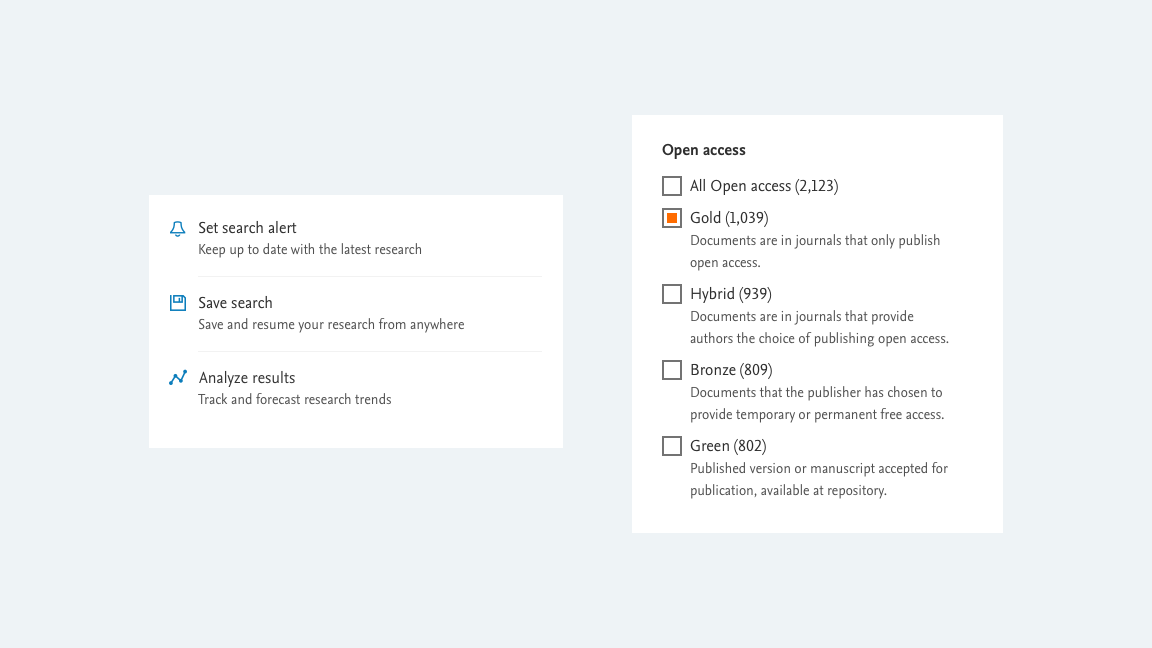 Set search alert
Keep up to date with the latest research
Save search
Save and resume your research from anywhere
Analyze results
Track and forecast research trends
Open access
All Open access (2,123)
Gold (1,039)
Documents are in journals that only publish
open access.
Hybrid (939)
Documents are in journals that provide
authors the choice of publishing open access.
Bronze (809)
Documents that the publisher has chosen to
provide temporary or permanent free access.
Green (802)
Published version or manuscript accepted for
publication, available at repository.